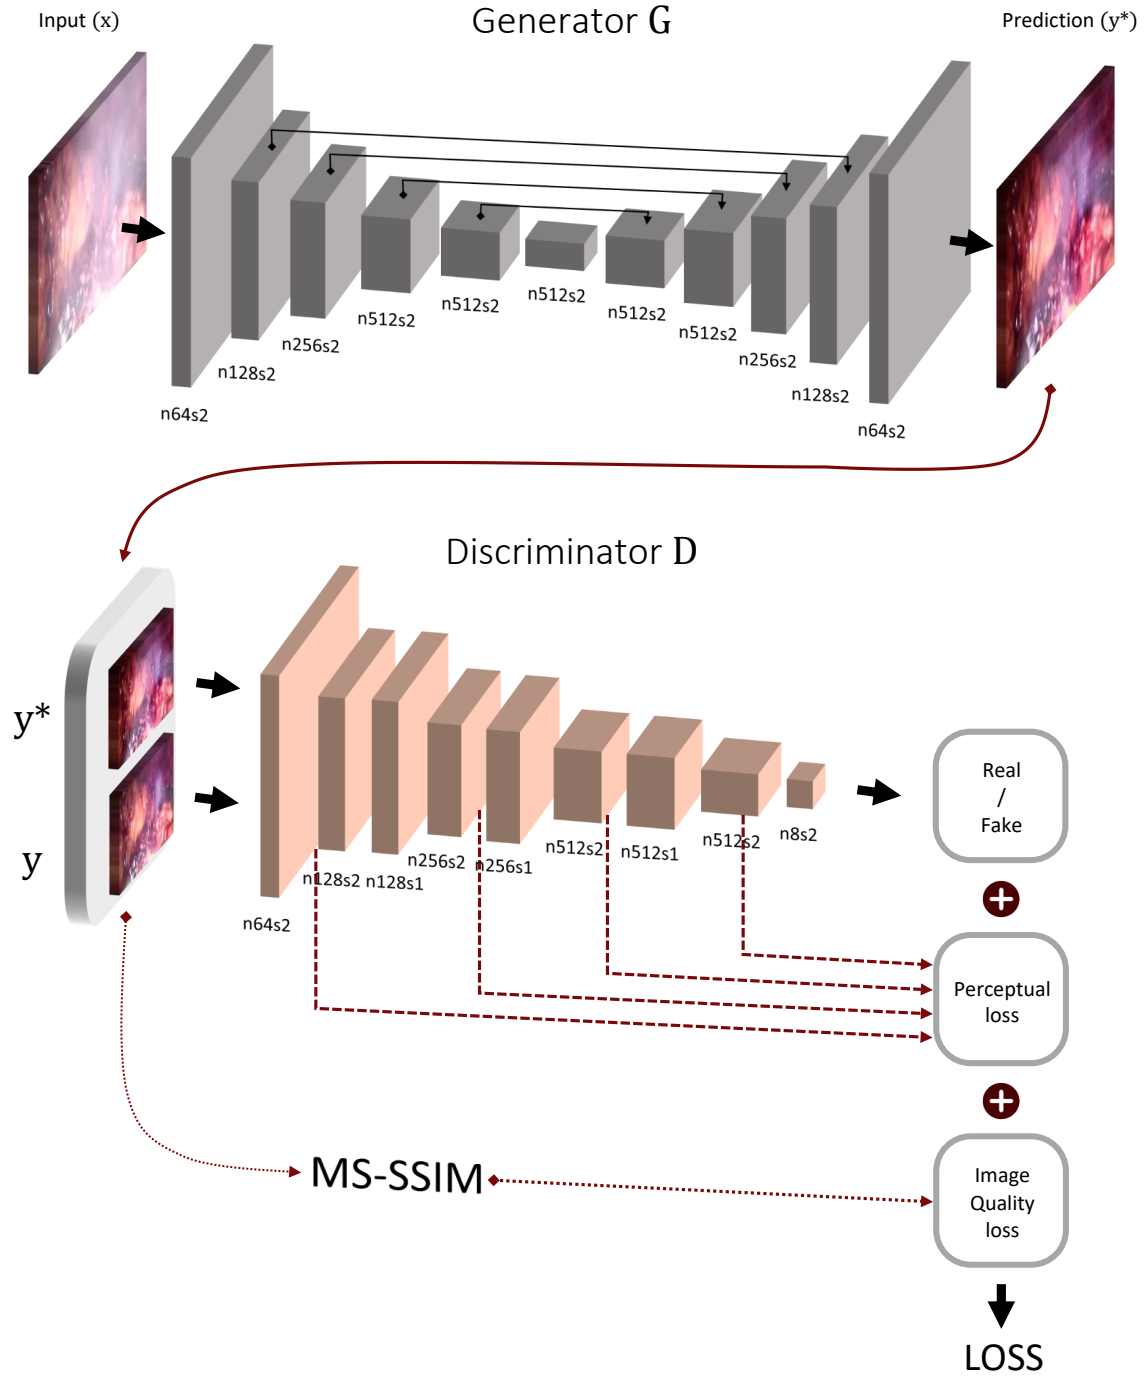 Input (x)
Generator G
Prediction (y*)
n64s2
n128s2
n256s2
n512s2
n512s2
n512s2
n512s2
n512s2
n256s2
n128s2
n64s2
Discriminator D
y*
y
n64s2
n128s2
n128s1
n256s2
n256s1
n512s2
n512s1
n512s2
n8s2
Real
/
Fake
+
Perceptual
loss
+
MS-SSIM
Image
Quality
loss
LOSS